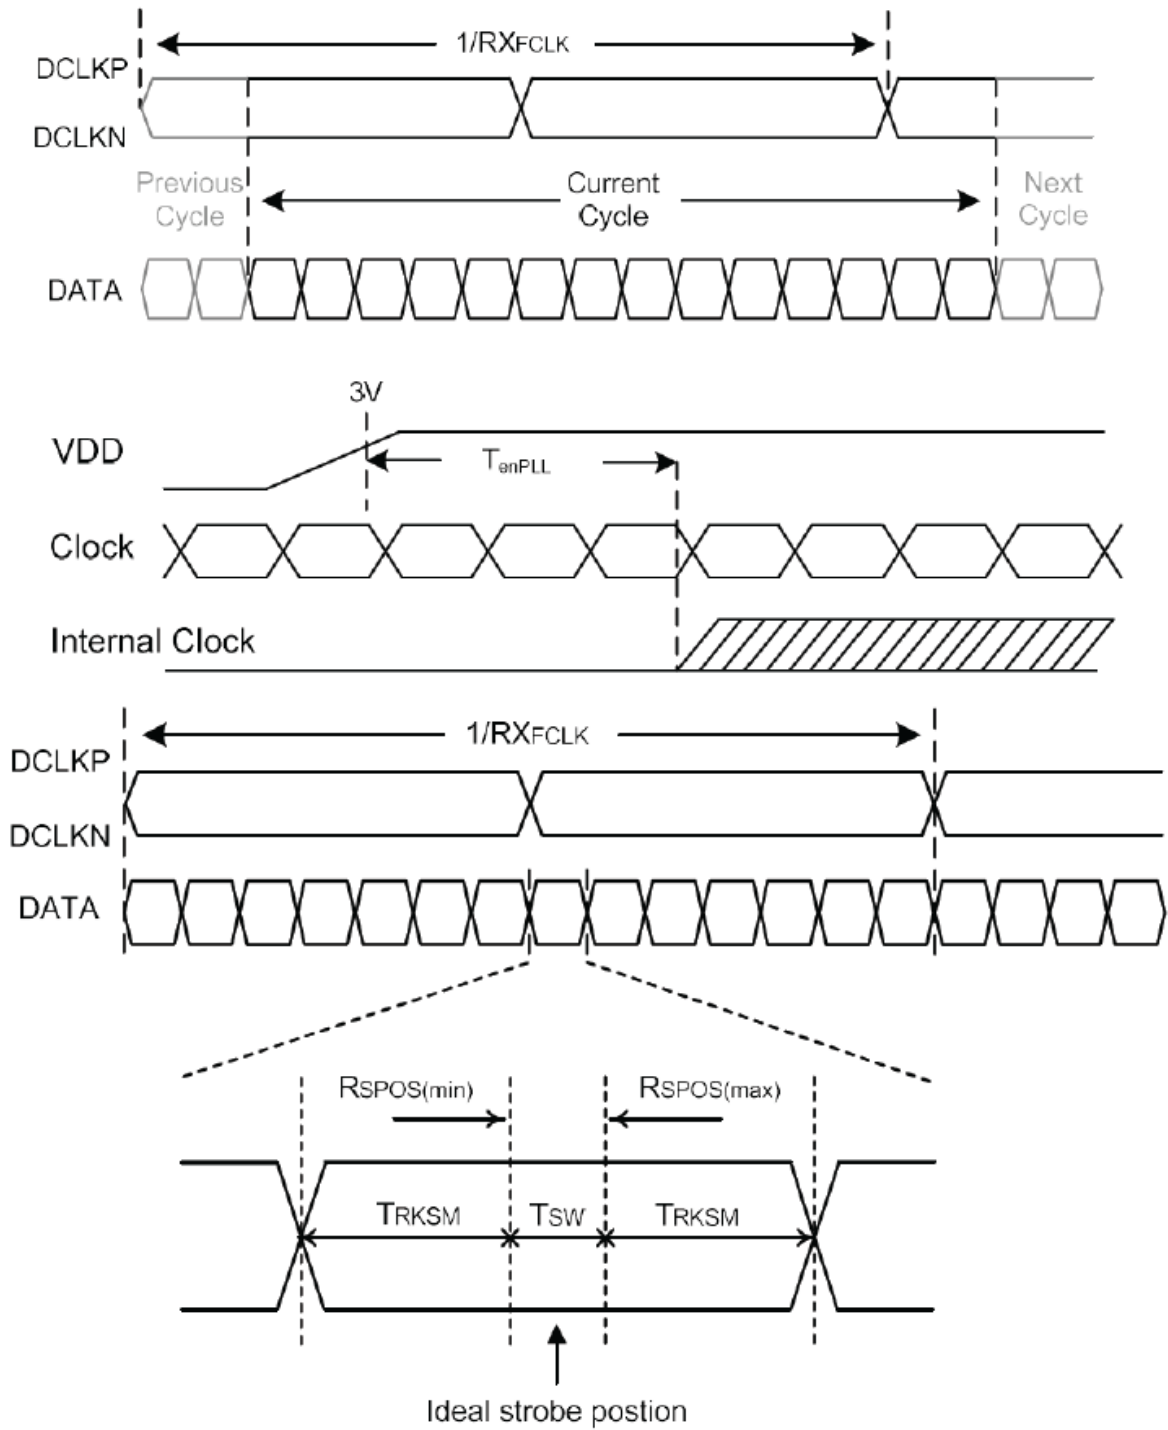 1/RXFCLK
DCLKP
DCLKN
Previous
Cycle
Current
Cycle
Next
Cycle
DATA
3V
VDD
TenPLL
Clock
Internal Clock
1/RXFCLK
DCLKP
DCLKN
DATA
RSPOS(min)
RSPOS(max)
TRKSM
TSW
TRKSM
Ideal strobe postion